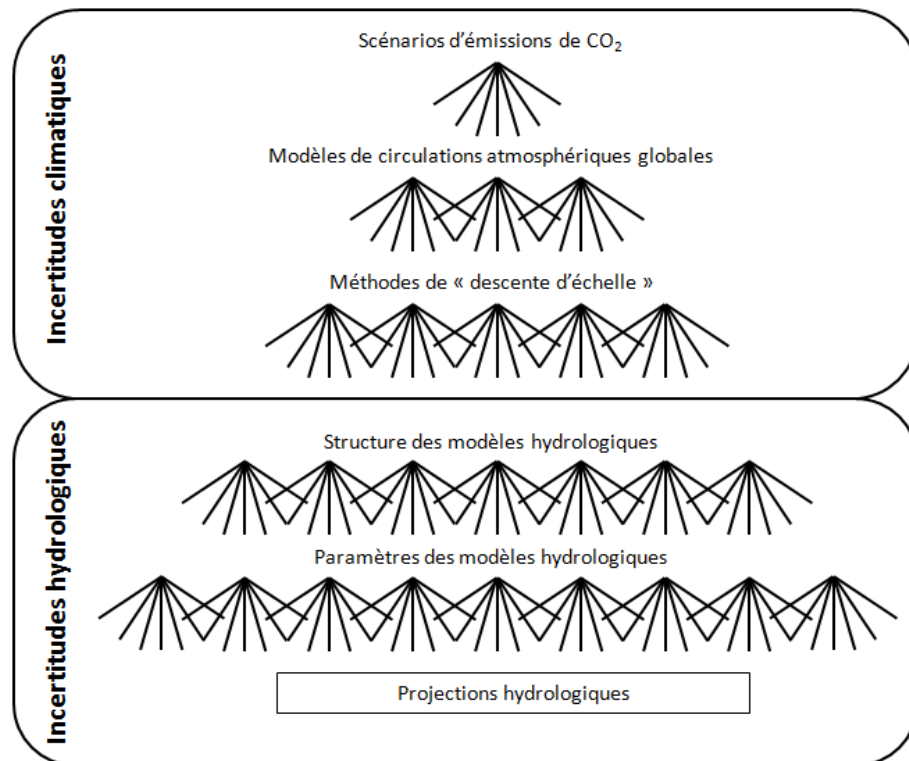 Incertitudes climatiques
Scénarios d'émissions de CO₂
Modèles de circulations atmosphériques globales
Méthodes de « descente d'échelle »
Incertitudes hydrologiques
Structure des modèles hydrologiques
Paramètres des modèles hydrologiques
Projections hydrologiques